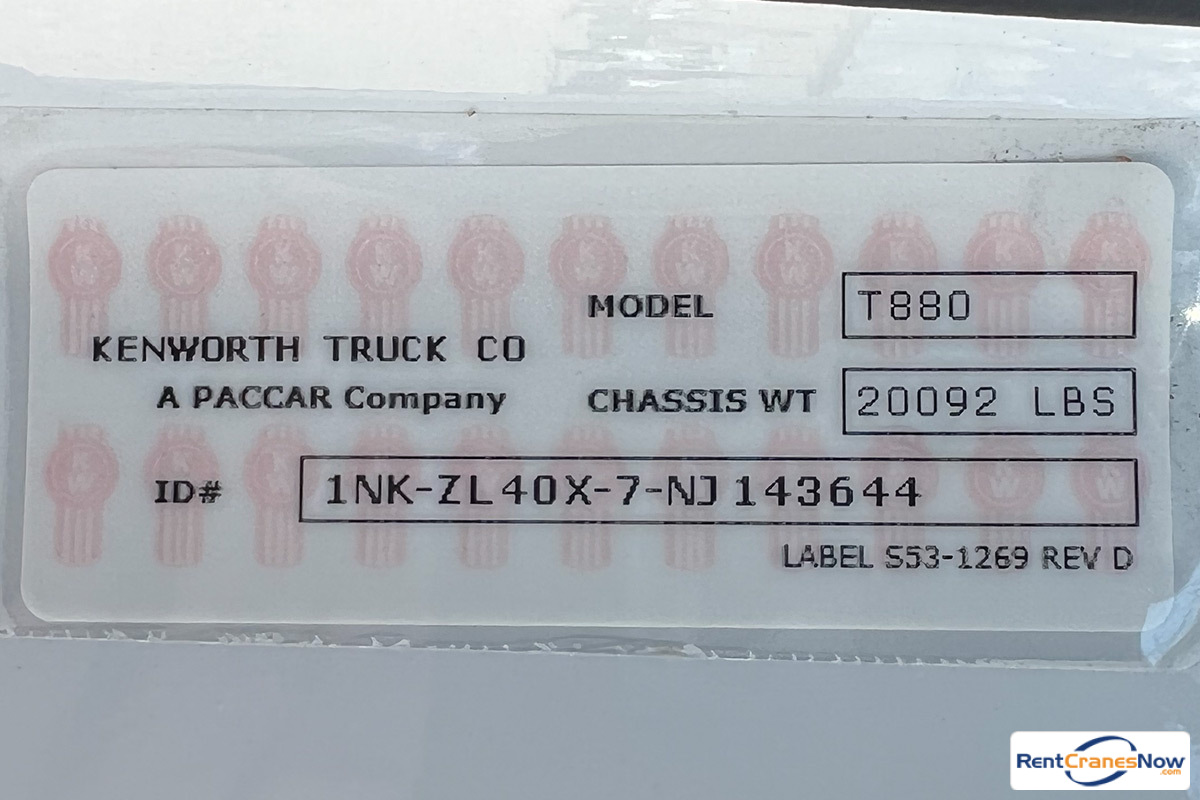 MODEL T880
KENWORTH TRUCK CO
A PACCAR Company
CHASSIS WT 20092 LBS
ID# 1NK-ZL40X-7-NJ143644
LABEL S53-1269 REV D
RentCranesNow
.com